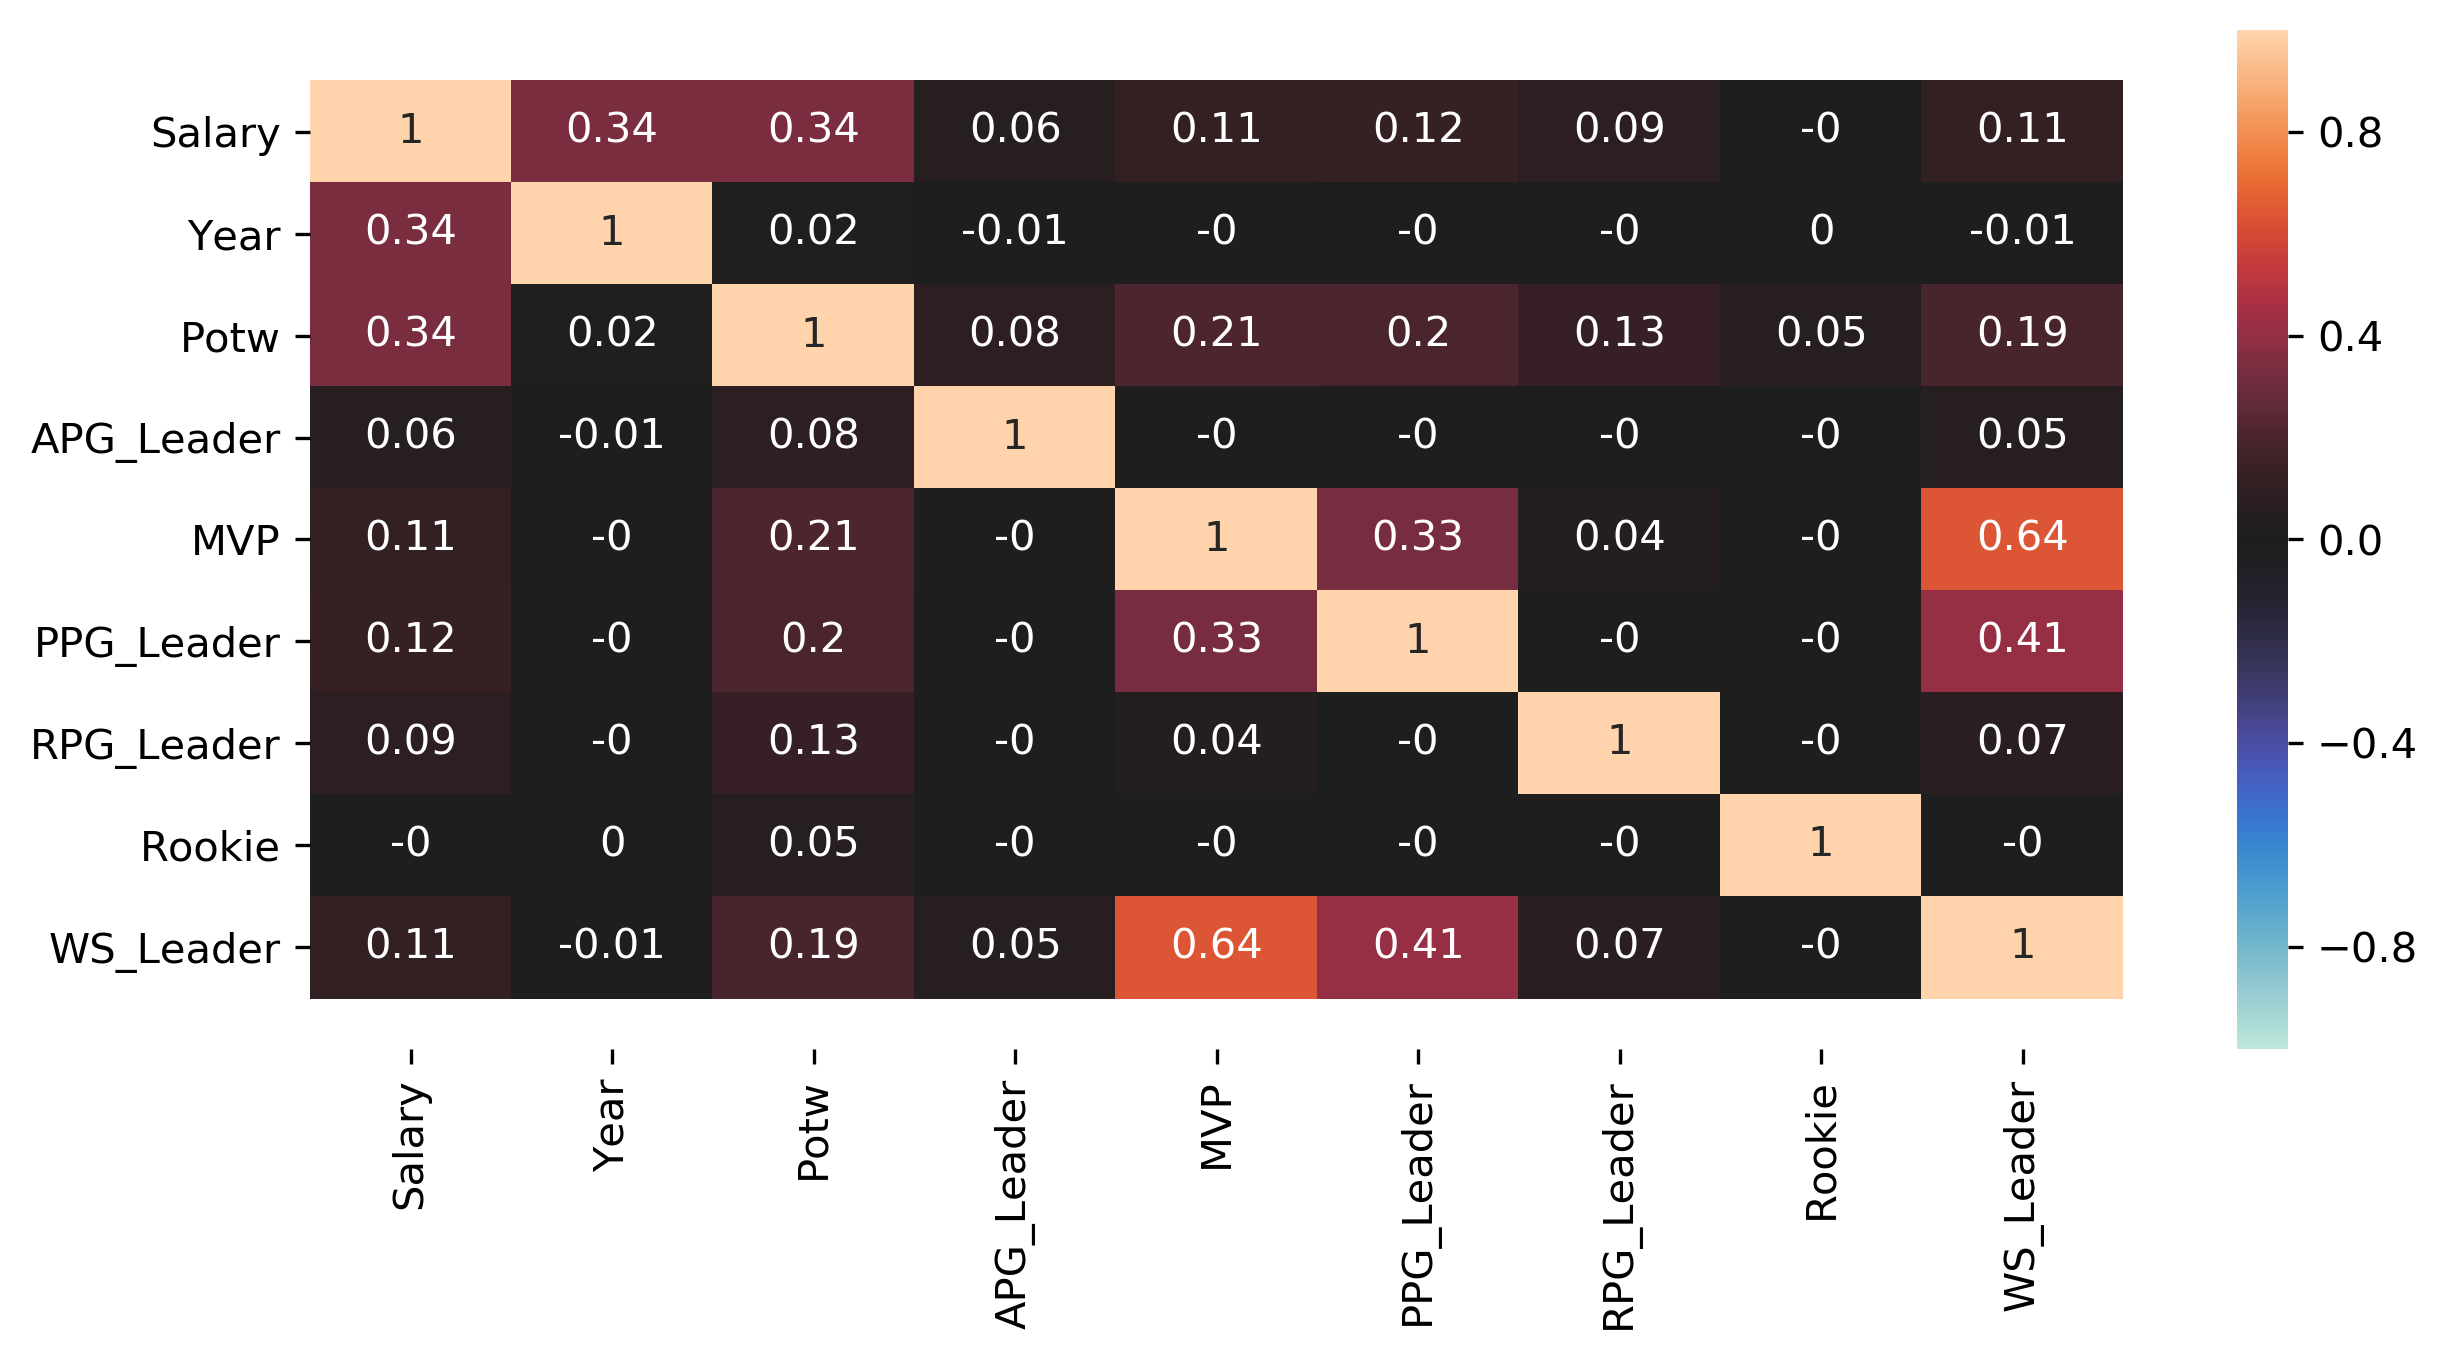 Salary 1 0.34 0.34 0.06 0.11 0.12 0.09 -0 0.11
Year 0.34 1 0.02 -0.01 -0 -0 -0 0 -0.01
Potw 0.34 0.02 1 0.08 0.21 0.2 0.13 0.05 0.19
APG_Leader 0.06 -0.01 0.08 1 -0 -0 -0 -0 0.05
MVP 0.11 -0 0.21 -0 1 0.33 0.04 -0 0.64
PPG_Leader 0.12 -0 0.2 -0 0.33 1 -0 -0 0.41
RPG_Leader 0.09 -0 0.13 -0 0.04 -0 1 -0 0.07
Rookie -0 0 0.05 -0 -0 -0 -0 1 -0
WS_Leader 0.11 -0.01 0.19 0.05 0.64 0.41 0.07 -0 1
Salary
Year
Potw
APG_Leader
MVP
PPG_Leader
RPG_Leader
Rookie
WS_Leader
0.8
0.4
0.0
−0.4
−0.8